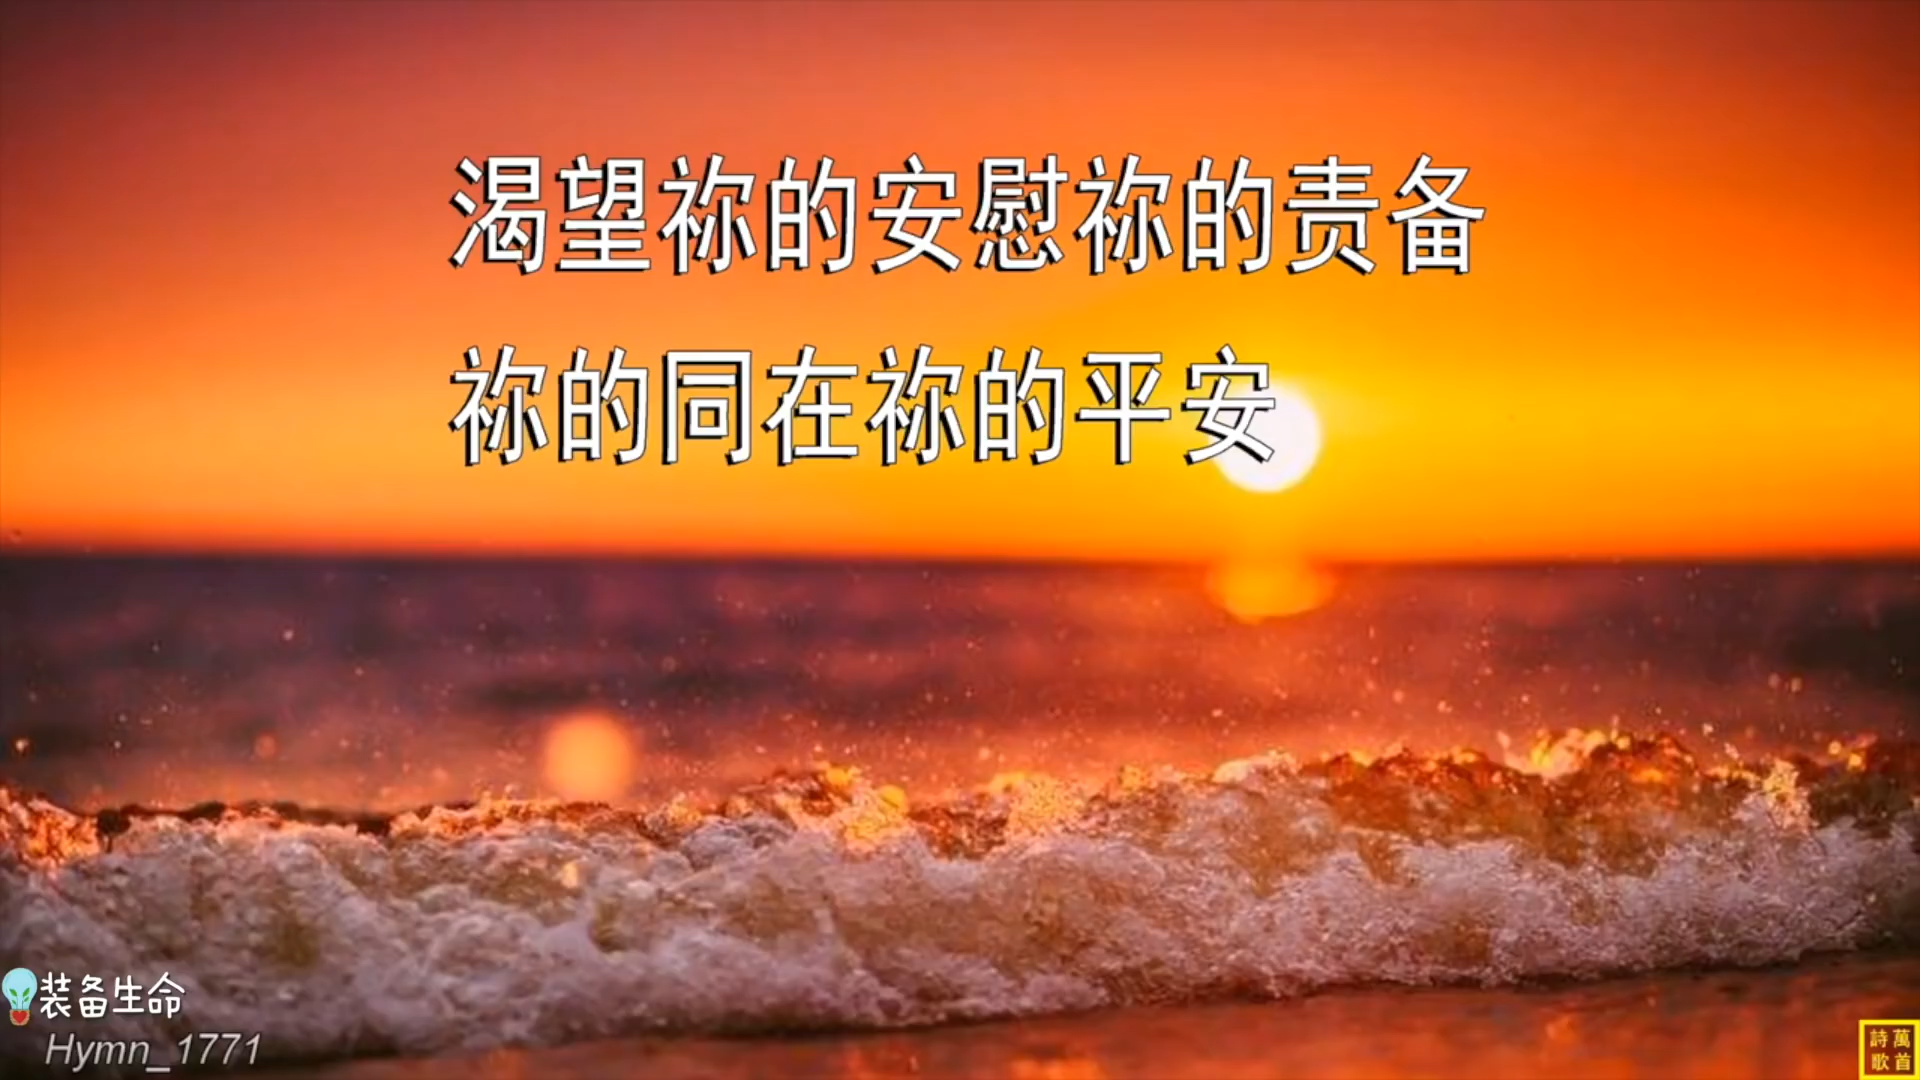 渴望祢的安慰祢的责备
祢的同在祢的平安
装备生命
Hymn_1771
萬首
詩歌